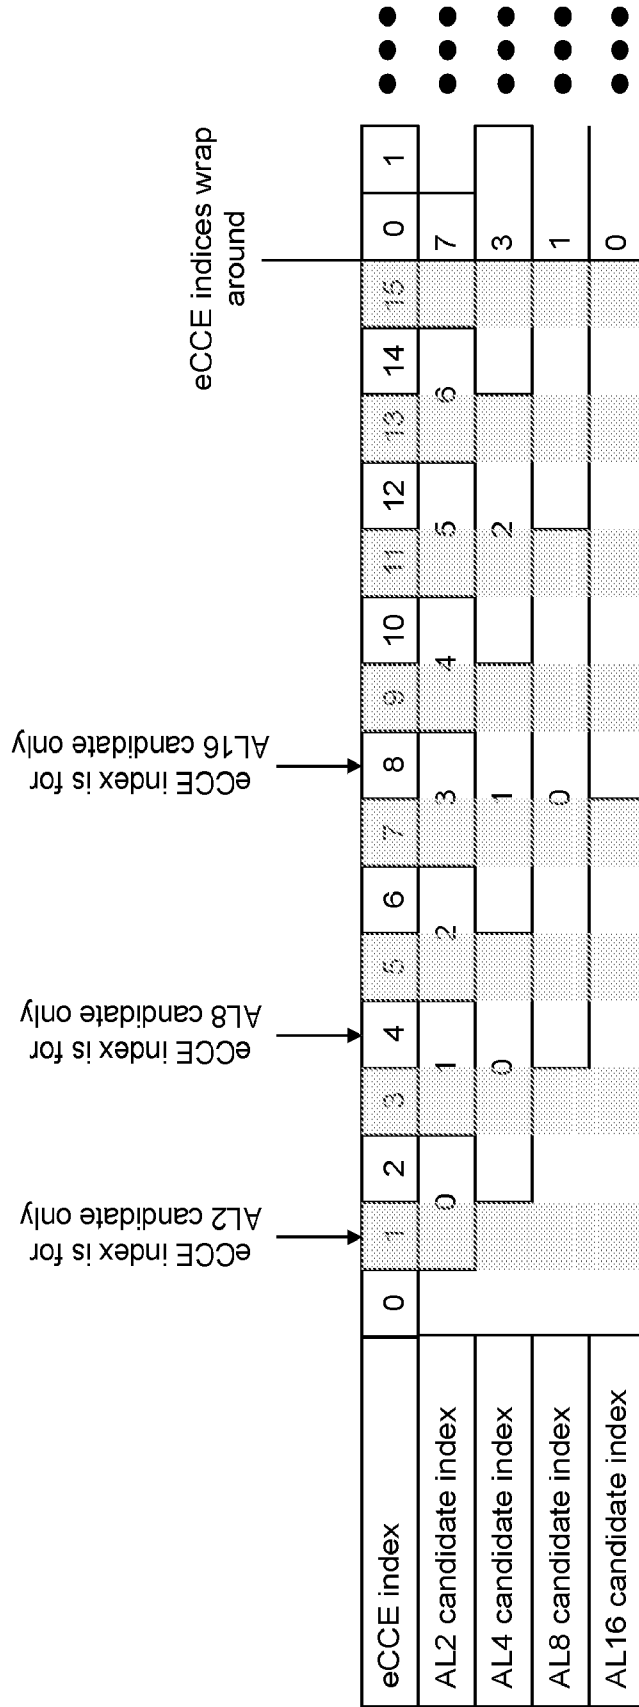 eCCE index is for
AL2 candidate only
eCCE index is for
AL8 candidate only
eCCE index is for
AL16 candidate only
eCCE indices wrap
around
eCCE index 0 1 2 3 4 5 6 7 8 9 10 11 12 13 14 15 0 1
AL2 candidate index 0 1 2 3 4 5 6 7
AL4 candidate index 0 1 2 3
AL8 candidate index 0 1
AL16 candidate index 0